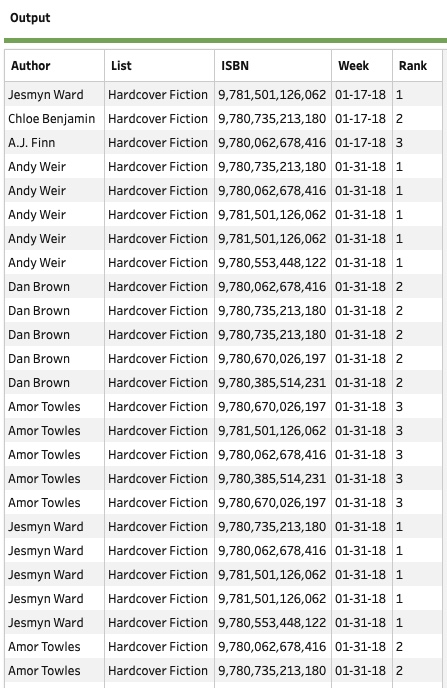 Output
Author List ISBN Week Rank
Jesmyn Ward Hardcover Fiction 9,781,501,126,062 01-17-18 1
Chloe Benjamin Hardcover Fiction 9,780,735,213,180 01-17-18 2
A.J. Finn Hardcover Fiction 9,780,062,678,416 01-17-18 3
Andy Weir Hardcover Fiction 9,780,735,213,180 01-31-18 1
Andy Weir Hardcover Fiction 9,780,062,678,416 01-31-18 1
Andy Weir Hardcover Fiction 9,781,501,126,062 01-31-18 1
Andy Weir Hardcover Fiction 9,781,501,126,062 01-31-18 1
Andy Weir Hardcover Fiction 9,780,553,448,122 01-31-18 1
Dan Brown Hardcover Fiction 9,780,062,678,416 01-31-18 2
Dan Brown Hardcover Fiction 9,780,735,213,180 01-31-18 2
Dan Brown Hardcover Fiction 9,780,735,213,180 01-31-18 2
Dan Brown Hardcover Fiction 9,780,670,026,197 01-31-18 2
Dan Brown Hardcover Fiction 9,780,385,514,231 01-31-18 2
Amor Towles Hardcover Fiction 9,780,670,026,197 01-31-18 3
Amor Towles Hardcover Fiction 9,781,501,126,062 01-31-18 3
Amor Towles Hardcover Fiction 9,780,062,678,416 01-31-18 3
Amor Towles Hardcover Fiction 9,780,385,514,231 01-31-18 3
Amor Towles Hardcover Fiction 9,780,670,026,197 01-31-18 3
Jesmyn Ward Hardcover Fiction 9,780,735,213,180 01-31-18 1
Jesmyn Ward Hardcover Fiction 9,780,062,678,416 01-31-18 1
Jesmyn Ward Hardcover Fiction 9,781,501,126,062 01-31-18 1
Jesmyn Ward Hardcover Fiction 9,781,501,126,062 01-31-18 1
Jesmyn Ward Hardcover Fiction 9,780,553,448,122 01-31-18 1
Amor Towles Hardcover Fiction 9,780,062,678,416 01-31-18 2
Amor Towles Hardcover Fiction 9,780,735,213,180 01-31-18 2